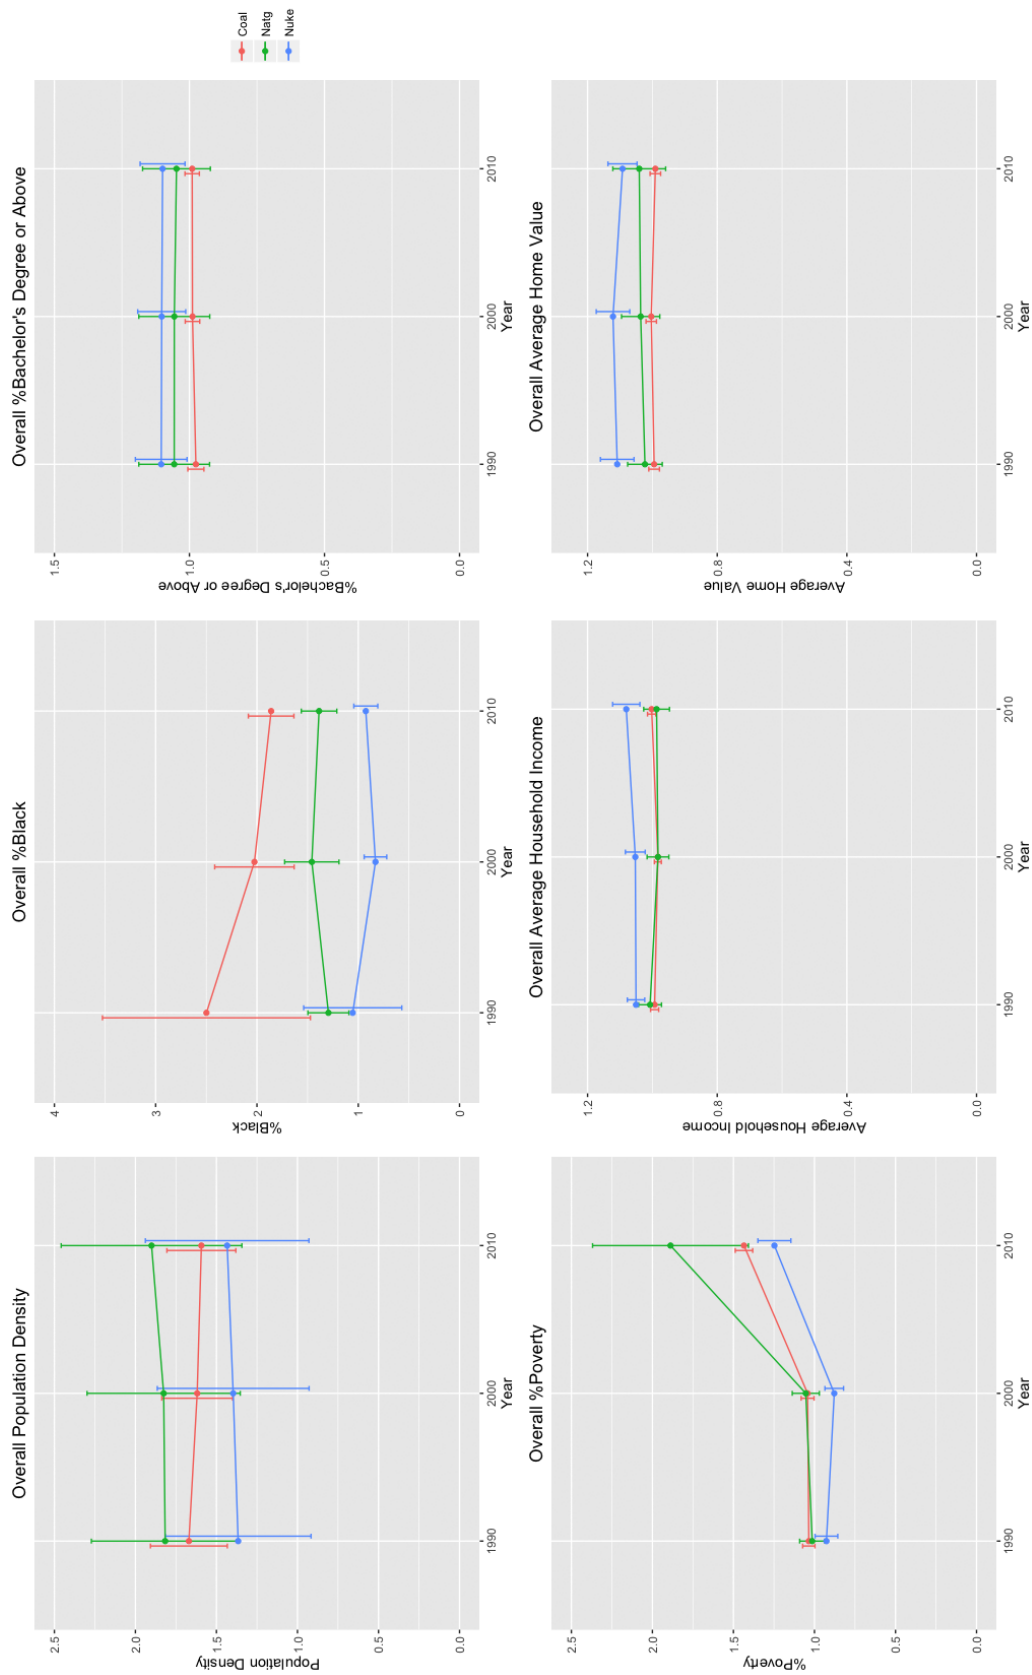 Overall Population Density
Population Density
2.5
2.0
1.5
1.0
0.5
0.0
1990
2000
2010
Year
Overall %Black
%Black
4
3
2
1
0
1990
2000
2010
Year
Overall %Bachelor's Degree or Above
%Bachelor's Degree or Above
1.5
1.0
0.5
0.0
1990
2000
2010
Year
Coal
Natg
Nuke
Overall %Poverty
%Poverty
2.5
2.0
1.5
1.0
0.5
0.0
1990
2000
2010
Year
Overall Average Household Income
Average Household Income
1.2
0.8
0.4
0.0
1990
2000
2010
Year
Overall Average Home Value
Average Home Value
1.2
0.8
0.4
0.0
1990
2000
2010
Year